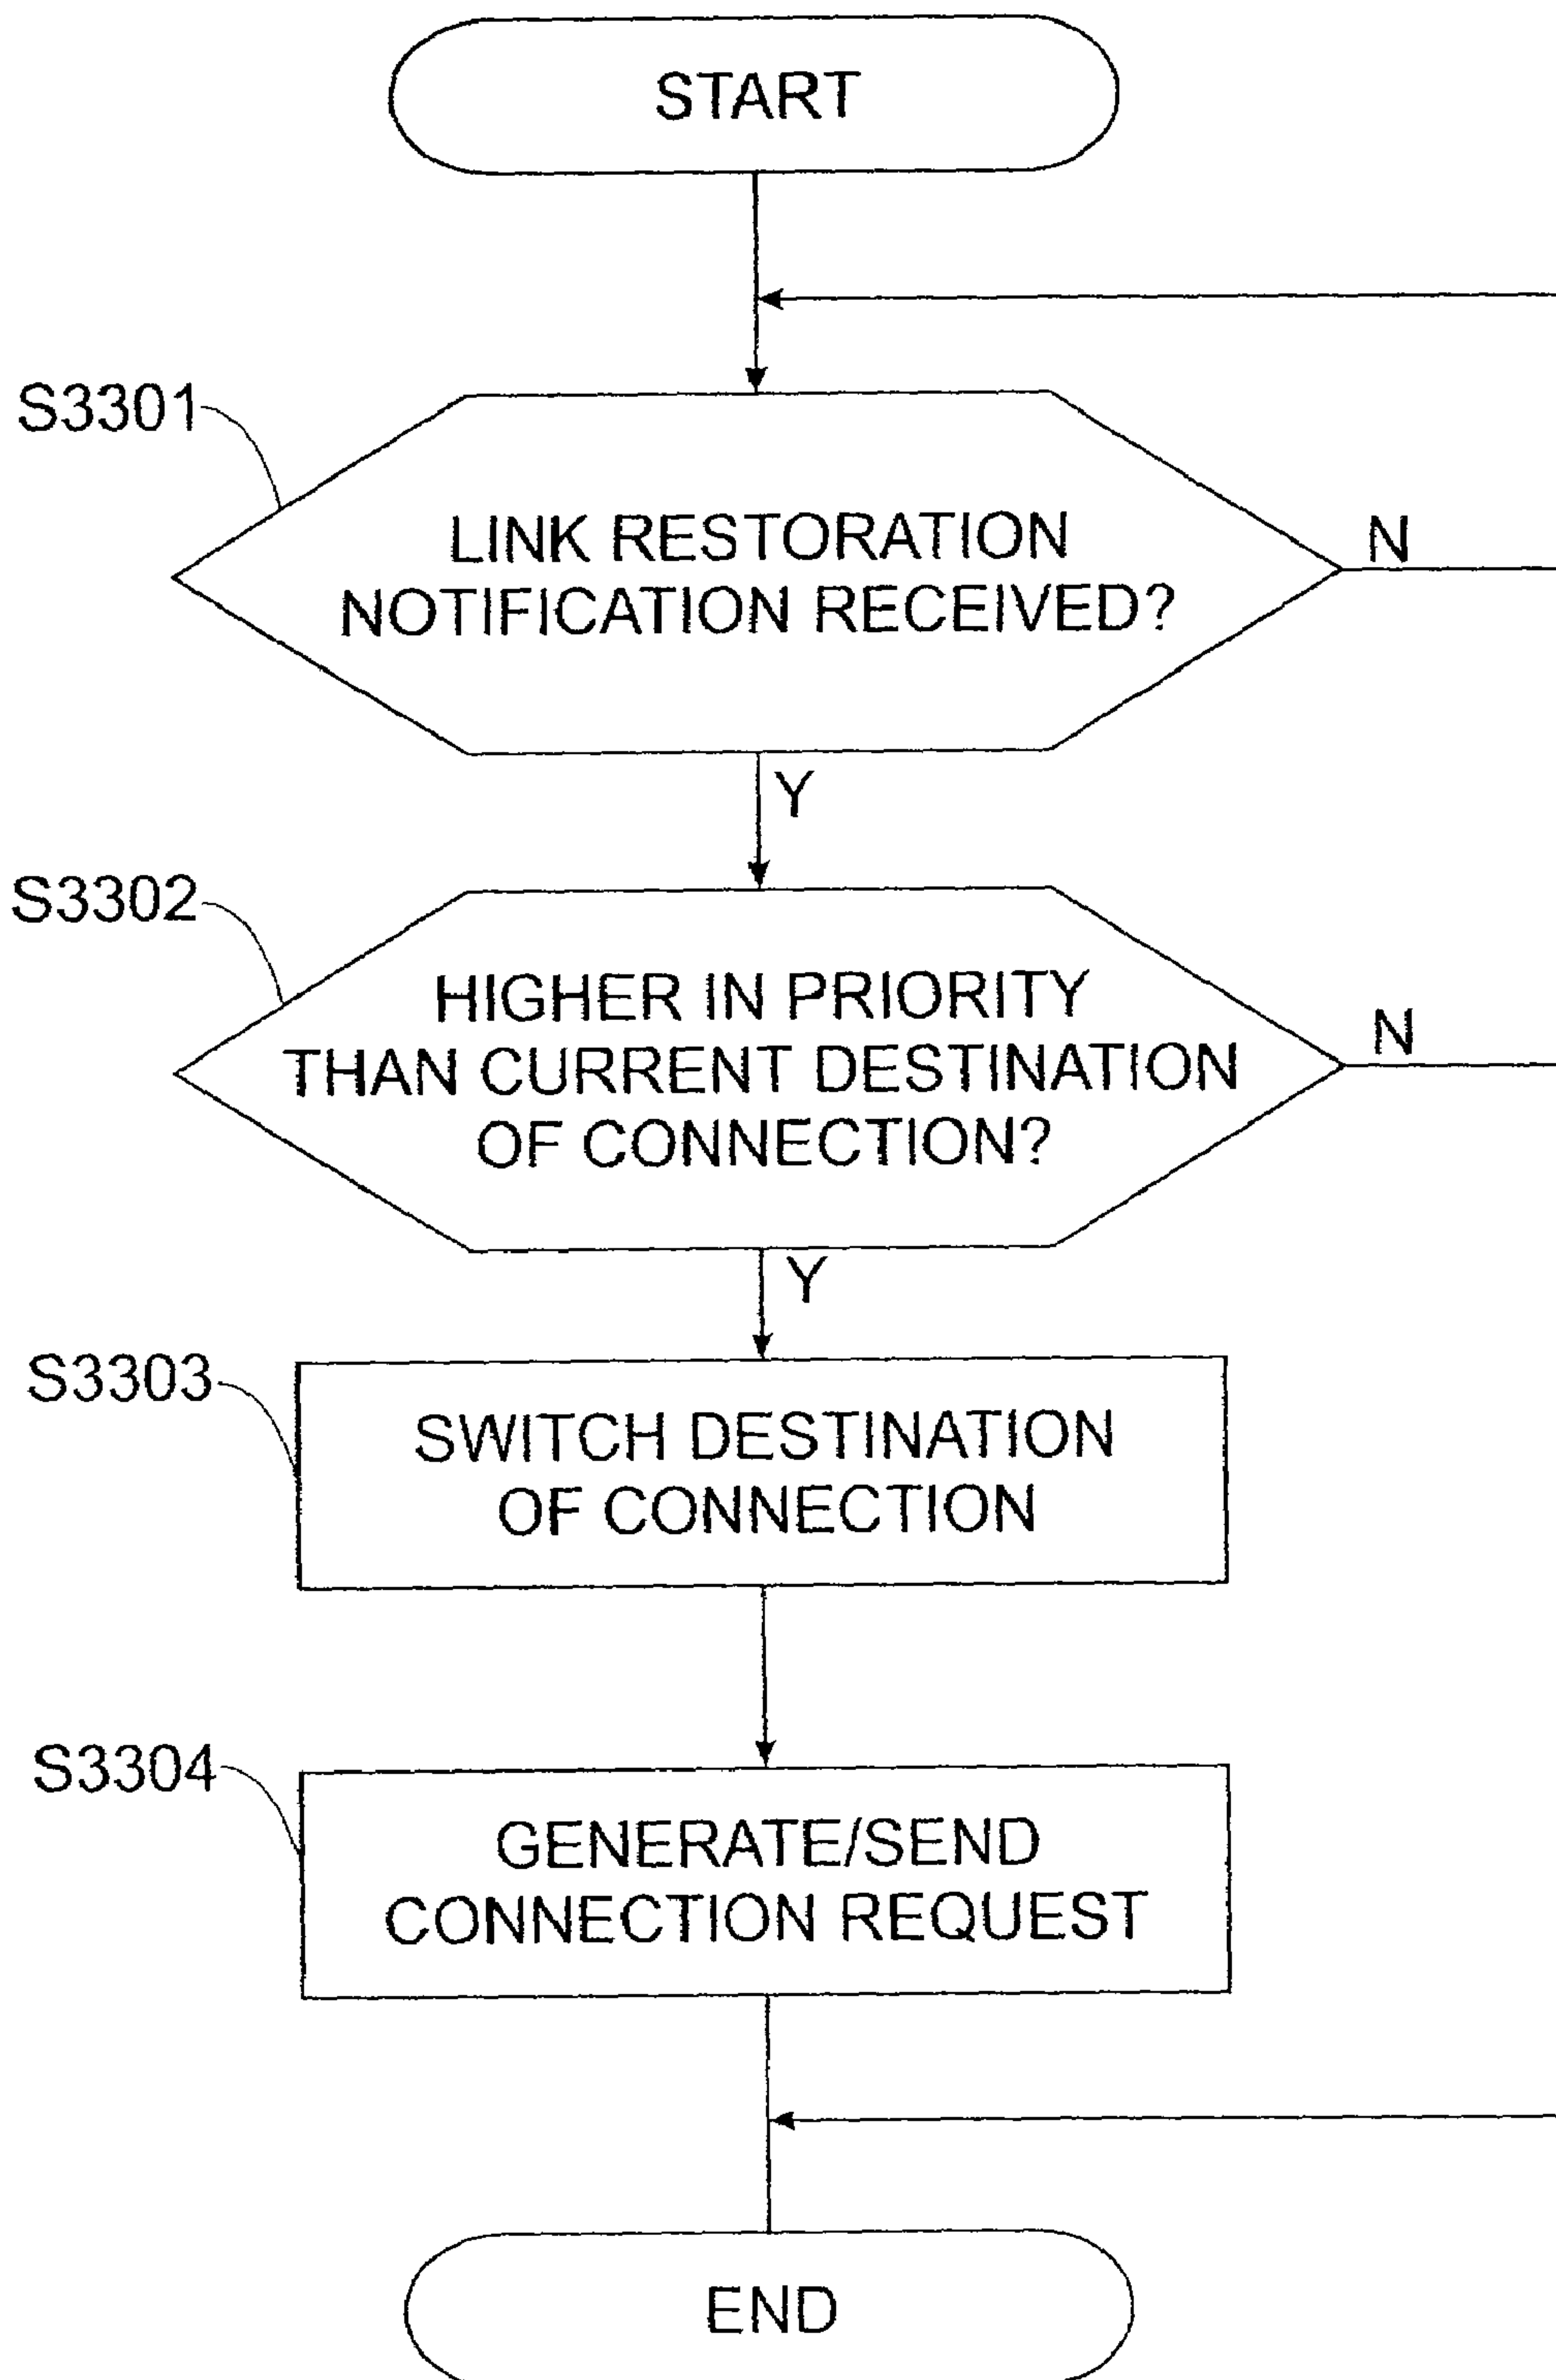 START
S3301
LINK RESTORATION
NOTIFICATION RECEIVED?
N
Y
S3302
HIGHER IN PRIORITY
THAN CURRENT DESTINATION
OF CONNECTION?
N
Y
S3303
SWITCH DESTINATION
OF CONNECTION
S3304
GENERATE/SEND
CONNECTION REQUEST
END